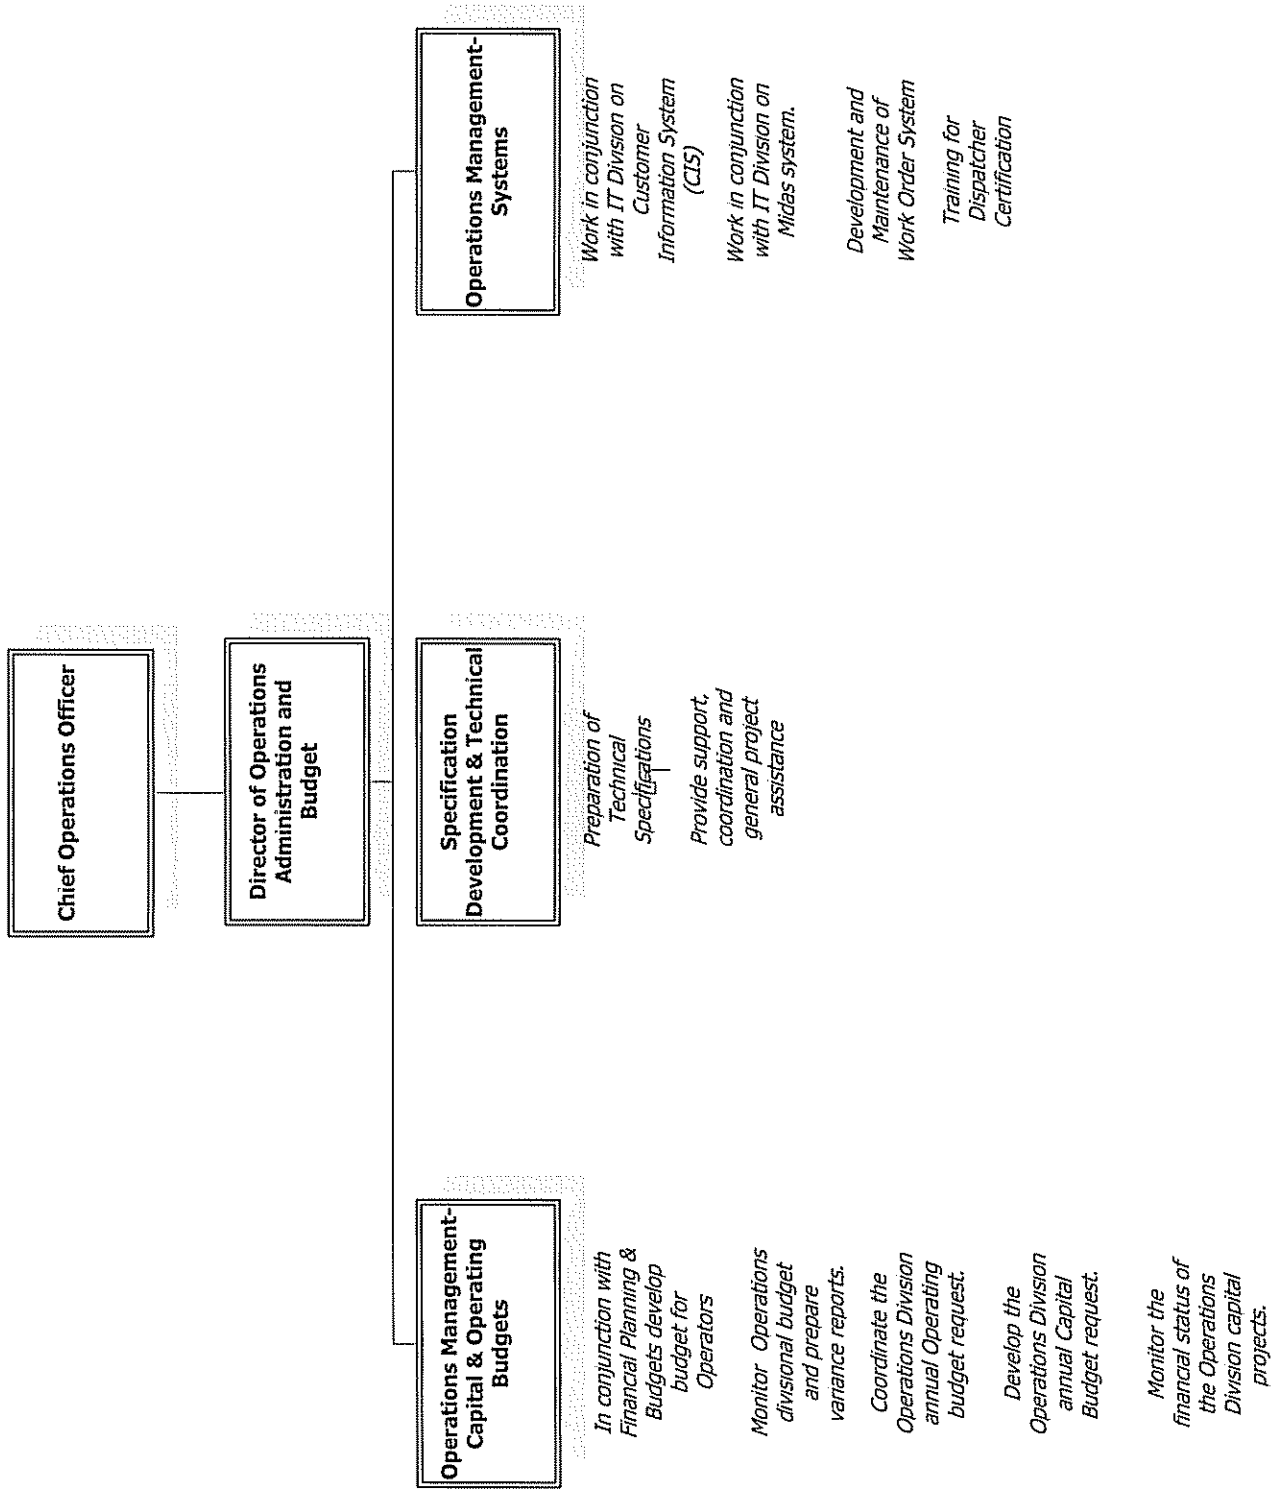 Chief Operations Officer
Director of Operations
Administration and
Budget
Operations Management-
Capital & Operating
Budgets
In conjunction with
Financial Planning &
Budgets develop
budget for
Operators
Monitor Operations
divisional budget
and prepare
variance reports.
Coordinate the
Operations Division
annual Operating
budget request.
Develop the
Operations Division
annual Capital
Budget request.
Monitor the
financial status of
the Operations
Division capital
projects.
Specification
Development & Technical
Coordination
Preparation of
Technical
Specifications
Provide support,
coordination and
general project
assistance
Operations Management-
Systems
Work in conjunction
with IT Division on
Customer
Information System
(CIS)
Work in conjunction
with IT Division on
Midas system.
Development and
Maintenance of
Work Order System
Training for
Dispatcher
Certification